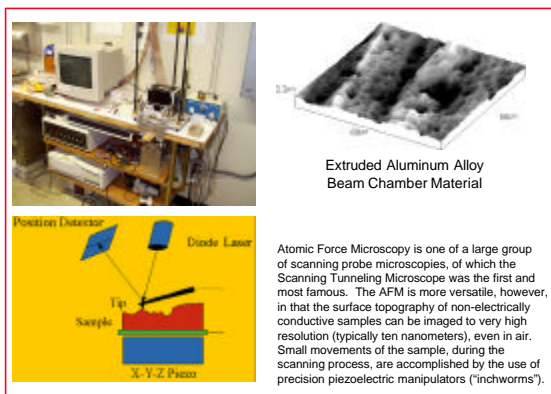 Extruded Aluminum Alloy
Beam Chamber Material
Position Detector
Diode Laser
Tip
Sample
X-Y-Z Piezo
Atomic Force Microscopy is one of a large group
of scanning probe microscopies, of which the
Scanning Tunneling Microscope was the first and
most famous. The AFM is more versatile, however,
in that the surface topography of non-electrically
conductive samples can be imaged to very high
resolution (typically ten nanometers), even in air.
Small movements of the sample, during the
scanning process, are accomplished by the use of
precision piezoelectric manipulators (“inchworms”).